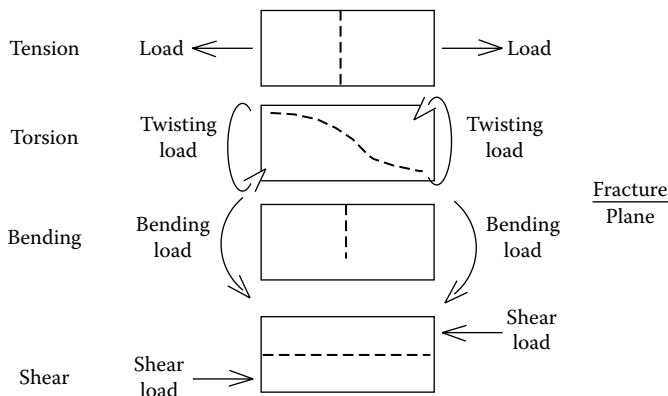 Tension
Load
Load
Torsion
Twisting
load
Twisting
load
Fracture
Plane
Bending
Bending
load
Bending
load
Shear
Shear
load
Shear
load